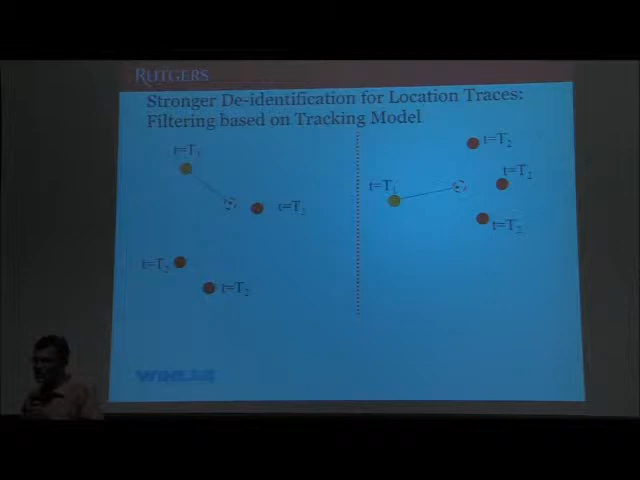 RUTGERS
Stronger De-identification for Location Traces:
Filtering based on Tracking Model
t=T1
t=T2
t=T2
t=T2
t=T2
t=T2
t=T1
t=T2
WINLAB